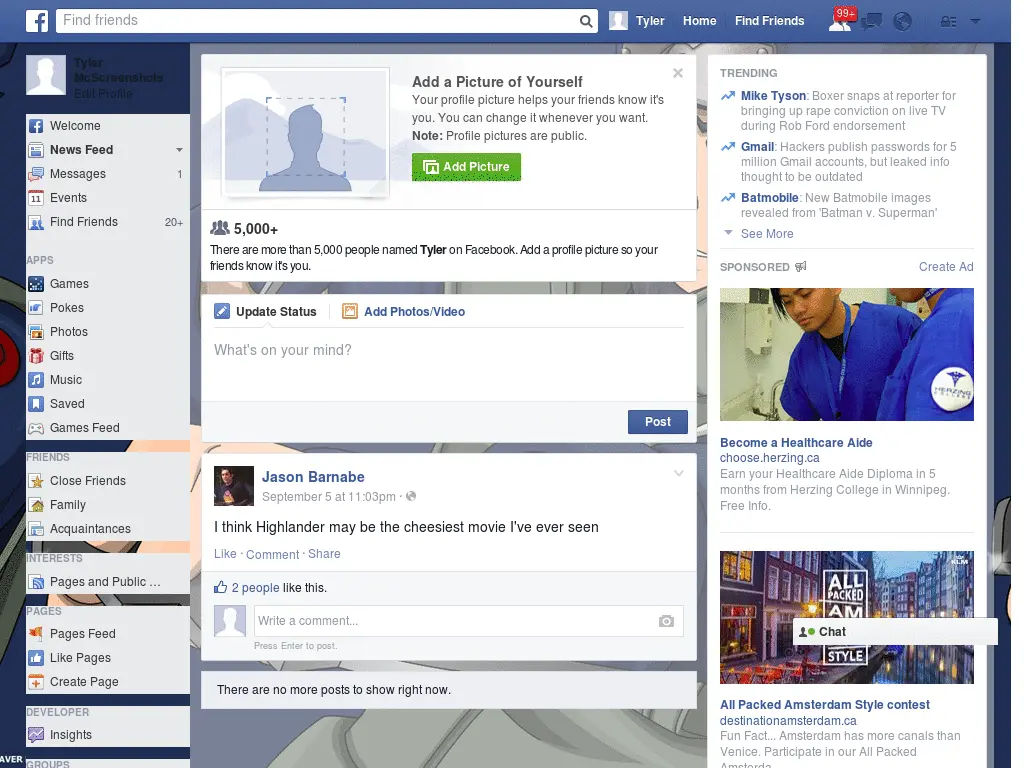 Find friends
Tyler
Home
Find Friends
99+
Tyler
McScreenshots
Edit Profile
Welcome
News Feed
Messages 1
Events
Find Friends 20+
APPS
Games
Pokes
Photos
Gifts
Music
Saved
Games Feed
FRIENDS
Close Friends
Family
Acquaintances
INTERESTS
Pages and Public ...
PAGES
Pages Feed
Like Pages
Create Page
DEVELOPER
Insights
GROUPS
AVER
Add a Picture of Yourself
Your profile picture helps your friends know it's
you. You can change it whenever you want.
Note: Profile pictures are public.
Add Picture
5,000+
There are more than 5,000 people named Tyler on Facebook. Add a profile picture so your
friends know it's you.
Update Status
Add Photos/Video
What's on your mind?
Post
Jason Barnabe
September 5 at 11:03pm ·
I think Highlander may be the cheesiest movie I've ever seen
Like · Comment · Share
2 people like this.
Write a comment...
Press Enter to post.
There are no more posts to show right now.
TRENDING
Mike Tyson: Boxer snaps at reporter for
bringing up rape conviction on live TV
during Rob Ford endorsement
Gmail: Hackers publish passwords for 5
million Gmail accounts, but leaked info
thought to be outdated
Batmobile: New Batmobile images
revealed from 'Batman v. Superman'
See More
SPONSORED
Create Ad
HERZING
COLLEGE
Become a Healthcare Aide
choose.herzing.ca
Earn your Healthcare Aide Diploma in 5
months from Herzing College in Winnipeg.
Free Info.
KLM
ALL
PACKED
AM
STYLE
Chat
All Packed Amsterdam Style contest
destinationamsterdam.ca
Fun Fact... Amsterdam has more canals than
Venice. Participate in our All Packed
Amsterda